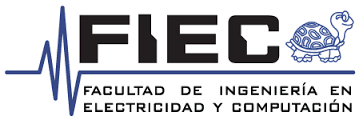 FIEC
FACULTAD DE INGENIERÍA EN
ELECTRICIDAD Y COMPUTACIÓN